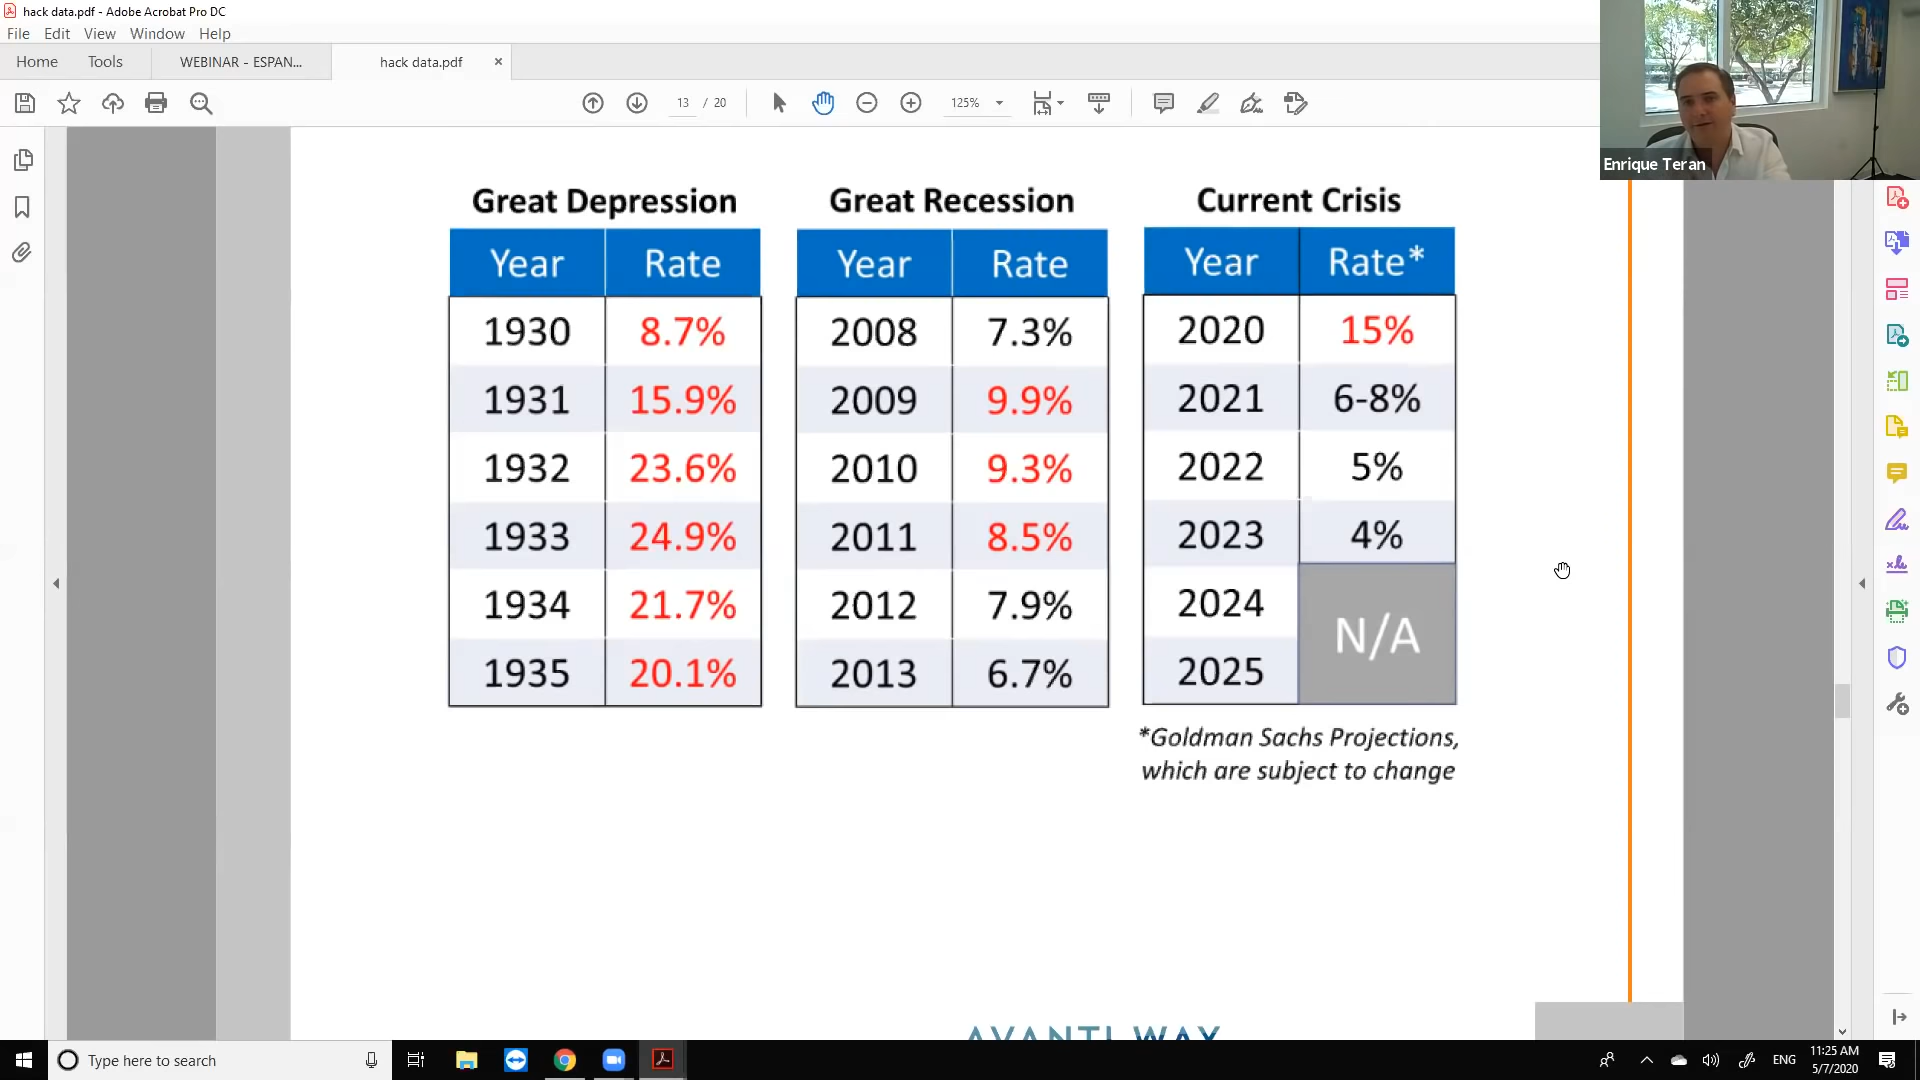 hack data.pdf - Adobe Acrobat Pro DC
File Edit View Window Help
Home Tools WEBINAR - ESPAN... hack data.pdf ×
13 / 20 125%
Enrique Teran
Great Depression
Year Rate
1930 8.7%
1931 15.9%
1932 23.6%
1933 24.9%
1934 21.7%
1935 20.1%
Great Recession
Year Rate
2008 7.3%
2009 9.9%
2010 9.3%
2011 8.5%
2012 7.9%
2013 6.7%
Current Crisis
Year Rate*
2020 15%
2021 6-8%
2022 5%
2023 4%
2024 N/A
2025
*Goldman Sachs Projections,
which are subject to change
AVANTI WAY
Type here to search
ENG
11:25 AM
5/7/2020